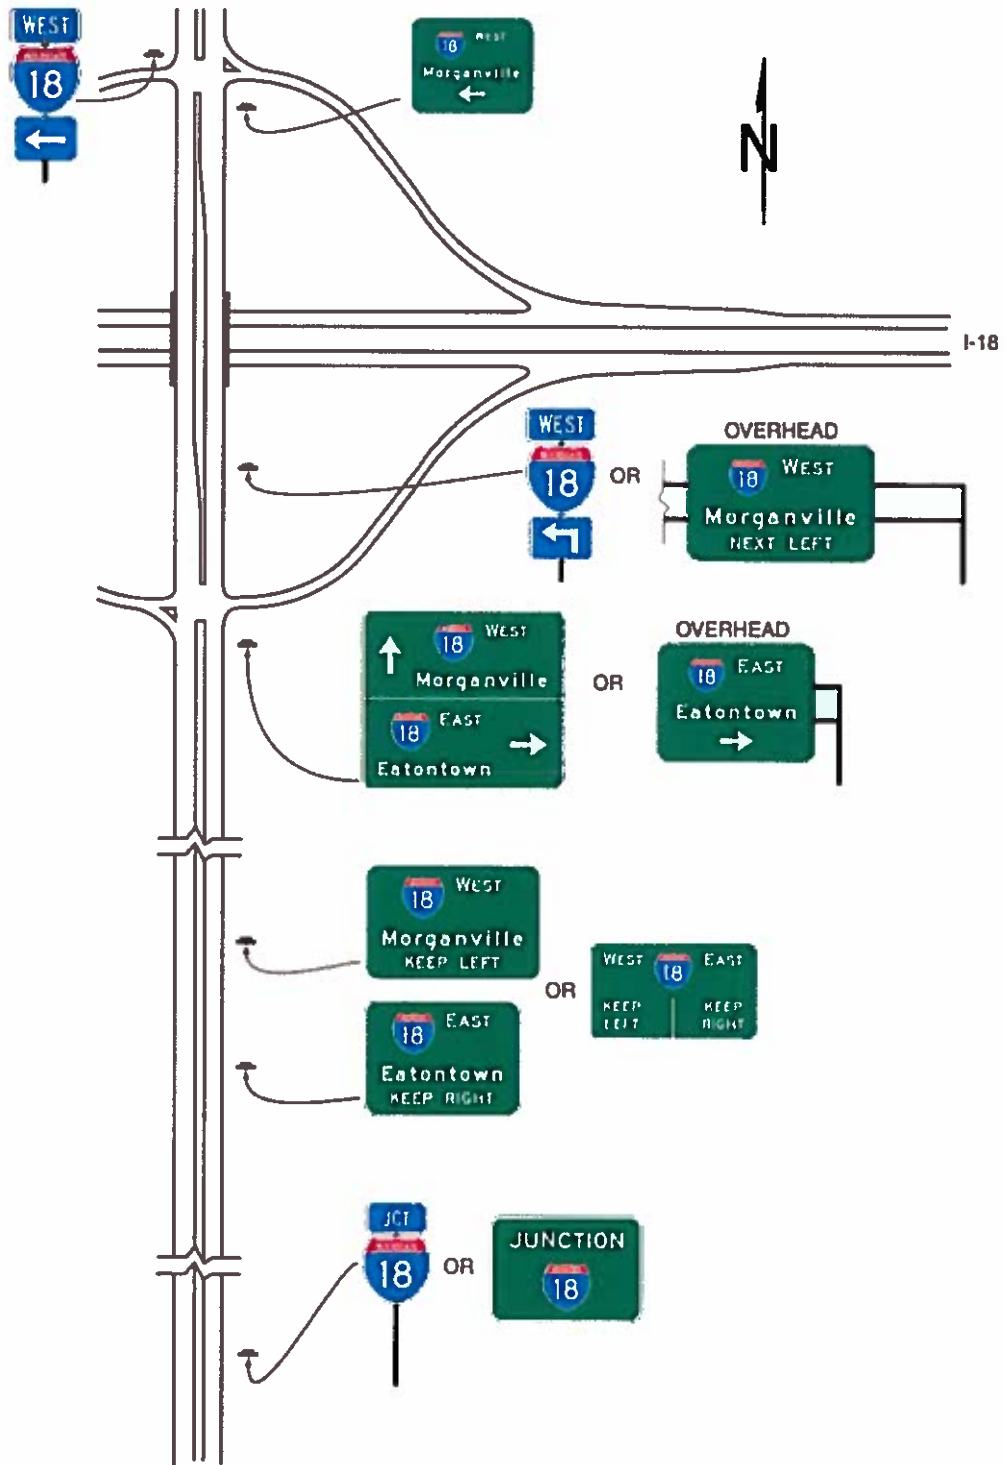 WEST
18
18 WEST
Morganville
N
I-18
WEST
18
OR
OVERHEAD
18 WEST
Morganville
NEXT LEFT
18 WEST
Morganville
18 EAST
Eatontown
OR
OVERHEAD
18 EAST
Eatontown
18 WEST
Morganville
KEEP LEFT
18 EAST
Eatontown
KEEP RIGHT
OR
WEST 18 EAST
KEEP KEEP
LEFT RIGHT
JCT
18
OR
JUNCTION
18